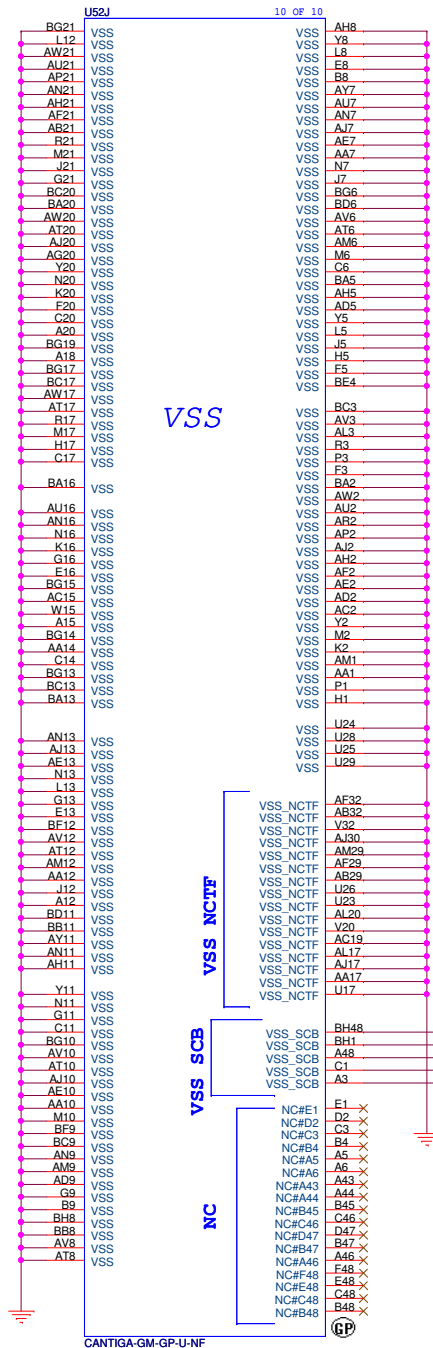 U52J 10 OF 10
BG21 VSS VSS AH8
L12 VSS VSS Y8
AW21 VSS VSS L8
AU21 VSS VSS E8
AP21 VSS VSS B8
AN21 VSS VSS AY7
AH21 VSS VSS AU7
AF21 VSS VSS AN7
AB21 VSS VSS AJ7
R21 VSS VSS AE7
M21 VSS VSS AA7
J21 VSS VSS N7
G21 VSS VSS J7
BC20 VSS VSS BG6
BA20 VSS VSS BD6
AW20 VSS VSS AV6
AT20 VSS VSS AT6
AJ20 VSS VSS AM6
AG20 VSS VSS M6
Y20 VSS VSS C6
N20 VSS VSS BA5
K20 VSS VSS AH5
F20 VSS VSS AD5
C20 VSS VSS Y5
A20 VSS VSS L5
BG19 VSS VSS J5
A18 VSS VSS H5
BG17 VSS VSS F5
BC17 VSS VSS BE4
AW17 VSS
AT17 VSS VSS BC3
VSS
R17 VSS VSS AV3
M17 VSS VSS AL3
H17 VSS VSS R3
C17 VSS VSS P3
VSS F3
BA16 VSS VSS BA2
VSS AW2
AU16 VSS VSS AU2
AN16 VSS VSS AR2
N16 VSS VSS AP2
K16 VSS VSS AJ2
G16 VSS VSS AH2
E16 VSS VSS AF2
BG15 VSS VSS AE2
AC15 VSS VSS AD2
W15 VSS VSS AC2
A15 VSS VSS Y2
BG14 VSS VSS M2
AA14 VSS VSS K2
C14 VSS VSS AM1
BG13 VSS VSS AA1
BC13 VSS VSS P1
BA13 VSS VSS H1
VSS U24
AN13 VSS VSS U28
AJ13 VSS VSS U25
AE13 VSS VSS U29
N13 VSS
L13 VSS
G13 VSS VSS_NCTF AF32
E13 VSS VSS_NCTF AB32
BF12 VSS VSS_NCTF V32
AV12 VSS VSS_NCTF AJ30
AT12 VSS VSS_NCTF AM29
AM12 VSS VSS_NCTF AF29
AA12 VSS VSS_NCTF AB29
J12 VSS VSS_NCTF U26
A12 VSS VSS_NCTF U23
VSS NCTF
BD11 VSS VSS_NCTF AL20
BB11 VSS VSS_NCTF V20
AY11 VSS VSS_NCTF AC19
AN11 VSS VSS_NCTF AL17
AH11 VSS VSS_NCTF AJ17
VSS_NCTF AA17
Y11 VSS VSS_NCTF U17
N11 VSS
G11 VSS
C11 VSS VSS_SCB BH48
BG10 VSS VSS_SCB BH1
AV10 VSS VSS_SCB A48
VSS SCB
AT10 VSS VSS_SCB C1
AJ10 VSS VSS_SCB A3
AE10 VSS
AA10 VSS NC#E1 E1
M10 VSS NC#D2 D2
BF9 VSS NC#C3 C3
BC9 VSS NC#B4 B4
AN9 VSS NC#A5 A5
AM9 VSS NC#A6 A6
AD9 VSS NC#A43 A43
G9 VSS NC#A44 A44
B9 VSS NC#B45 B45
NC
BH8 VSS NC#C46 C46
BB8 VSS NC#D47 D47
AV8 VSS NC#B47 B47
AT8 VSS NC#A46 A46
NC#F48 F48
NC#E48 E48
NC#C48 C48
NC#B48 B48
GP
CANTIGA-GM-GP-U-NF